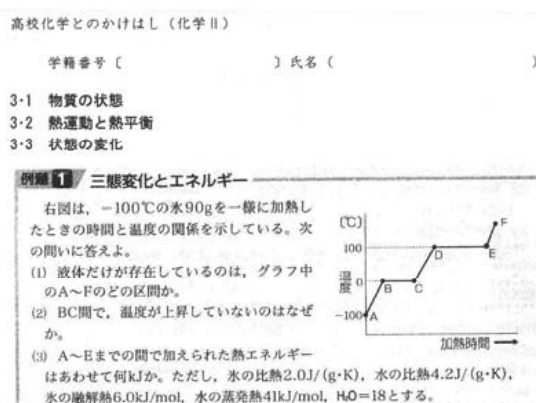 高校化学とのかけはし（化学Ⅱ）
学籍番号〔　　　　　〕氏名（　　　　　）
3・1　物質の状態
3・2　熱運動と熱平衡
3・3　状態の変化
例題 1　三態変化とエネルギー
右図は，－100℃の氷90gを一様に加熱し
たときの時間と温度の関係を示している。次
の問いに答えよ。
(1) 液体だけが存在しているのは，グラフ中
のA～Fのどの区間か。
(2) BC間で，温度が上昇していないのはなぜ
か。
(3) A～Eまでの間で加えられた熱エネルギー
はあわせて何kJか。ただし，氷の比熱2.0J/(g・K)，水の比熱4.2J/(g・K)，
氷の融解熱6.0kJ/mol，水の蒸発熱41kJ/mol，H₂O＝18とする。
(℃)
100
0
－100
温度
A
B
C
D
E
F
加熱時間